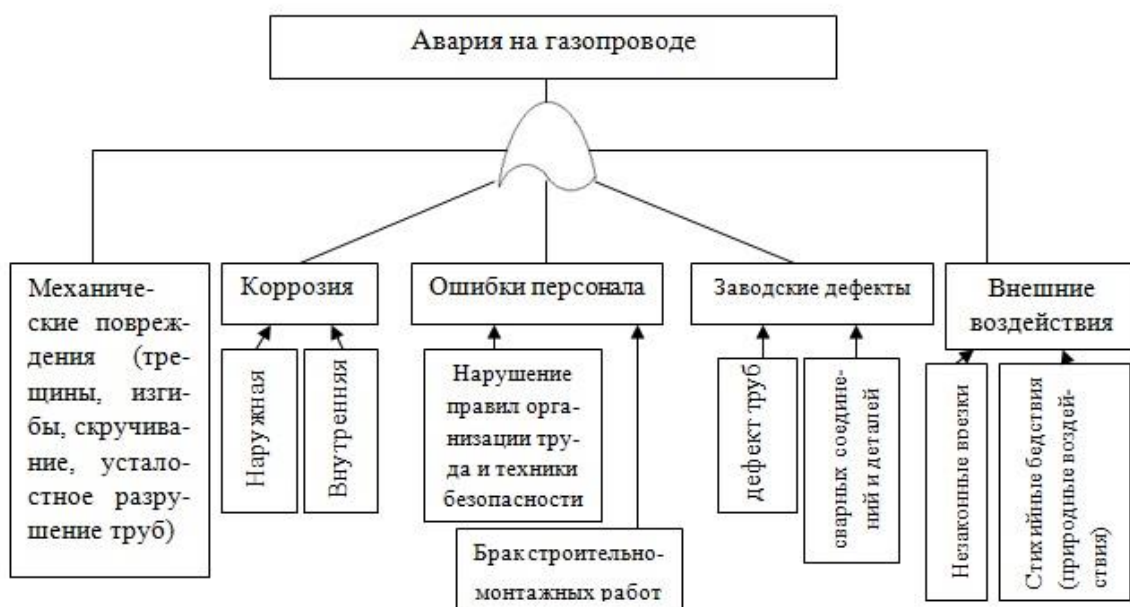 Авария на газопроводе
Механиче-
ские повреж-
дения (тре-
щины, изги-
бы, скручива-
ние, устало-
стное разру-
шение труб)
Коррозия
Наружная
Внутренняя
Ошибки персонала
Нарушение
правил орга-
низации тру-
да и техники
безопасности
Брак строительно-
монтажных работ
Заводские дефекты
дефект труб
сварных соедине-
ний и деталей
Внешние
воздействия
Незаконные врезки
Стихийные бедствия
(природные воздей-
ствия)